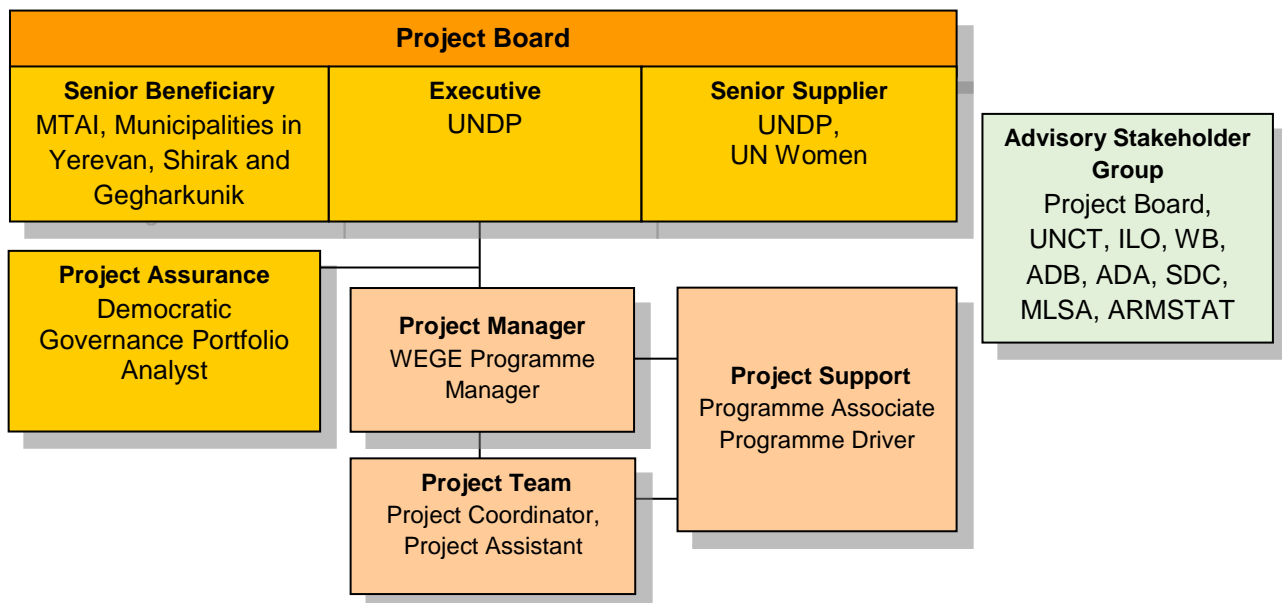 Project Board
Senior Beneficiary
MTAI, Municipalities in
Yerevan, Shirak and
Gegharkunik
Executive
UNDP
Senior Supplier
UNDP,
UN Women
Advisory Stakeholder
Group
Project Board,
UNCT, ILO, WB,
ADB, ADA, SDC,
MLSA, ARMSTAT
Project Assurance
Democratic
Governance Portfolio
Analyst
Project Manager
WEGE Programme
Manager
Project Support
Programme Associate
Programme Driver
Project Team
Project Coordinator,
Project Assistant